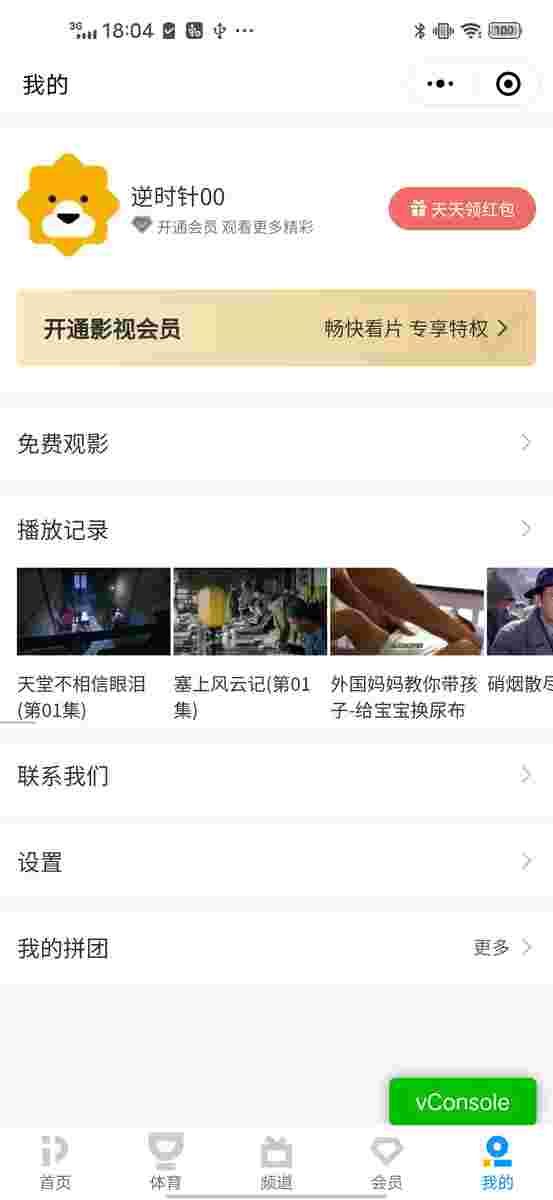 3G 18:04 100
我的
逆时针00
开通会员 观看更多精彩
天天领红包
开通影视会员
畅快看片 专享特权
免费观影
播放记录
天堂不相信眼泪(第01集)
塞上风云记(第01集)
外国妈妈教你带孩子-给宝宝换尿布
硝烟散尽
联系我们
设置
我的拼团
更多
vConsole
首页
体育
频道
会员
我的